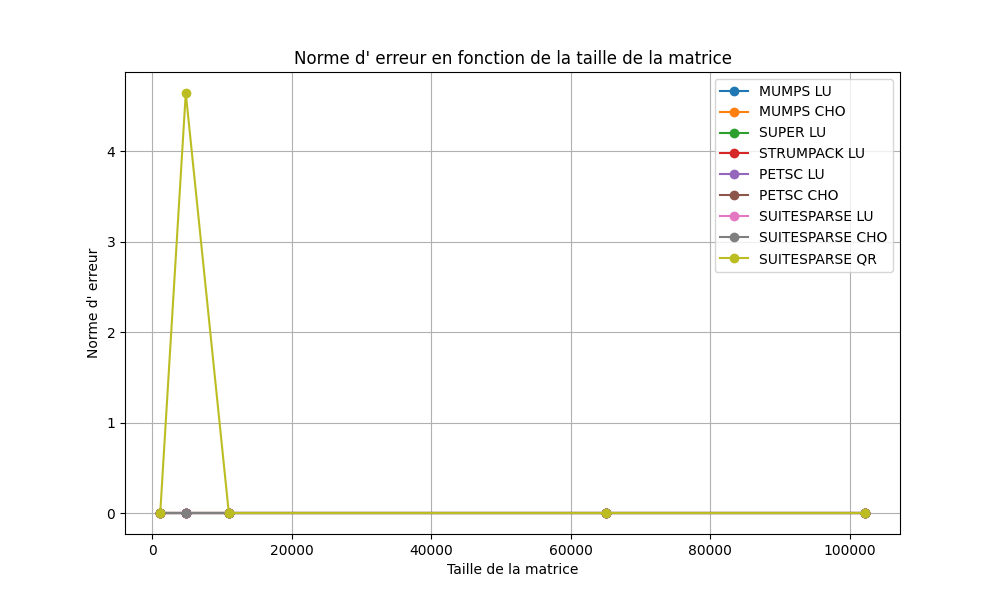 Norme d' erreur en fonction de la taille de la matrice
MUMPS LU
MUMPS CHO
SUPER LU
STRUMPACK LU
PETSC LU
PETSC CHO
SUITESPARSE LU
SUITESPARSE CHO
SUITESPARSE QR
Norme d' erreur
4
3
2
1
0
0
20000
40000
60000
80000
100000
Taille de la matrice